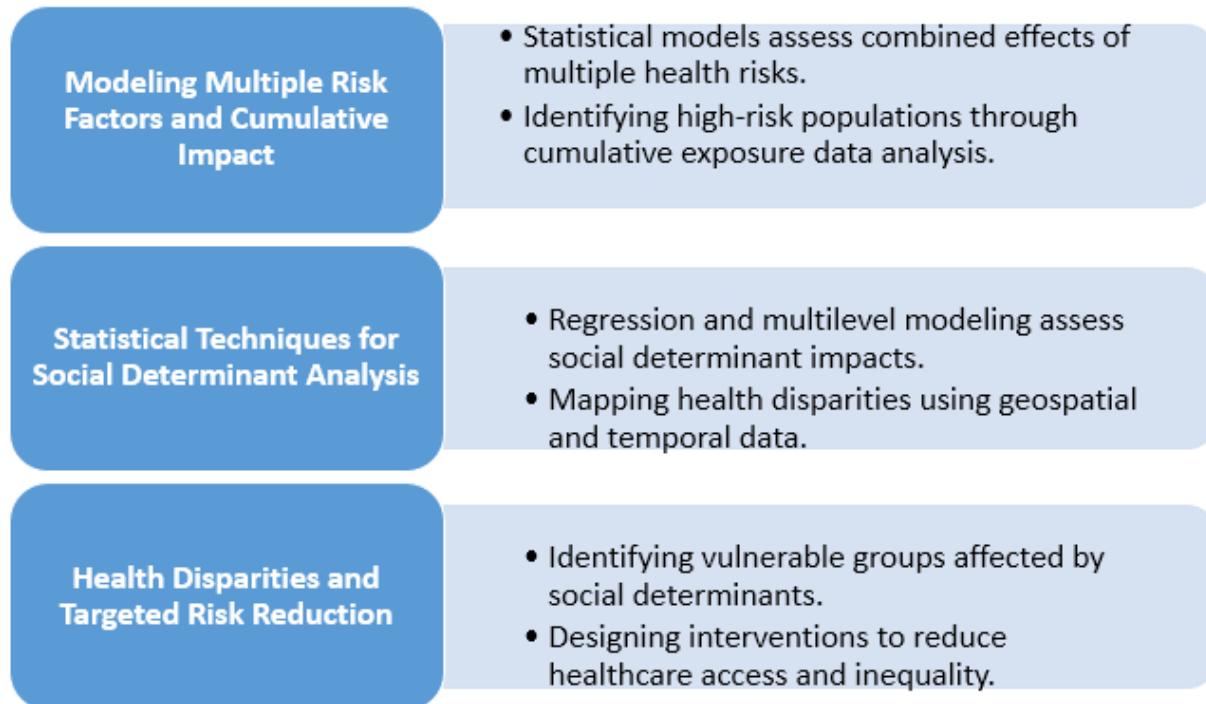 Modeling Multiple Risk
Factors and Cumulative
Impact
• Statistical models assess combined effects of
multiple health risks.
• Identifying high-risk populations through
cumulative exposure data analysis.
Statistical Techniques for
Social Determinant Analysis
• Regression and multilevel modeling assess
social determinant impacts.
• Mapping health disparities using geospatial
and temporal data.
Health Disparities and
Targeted Risk Reduction
• Identifying vulnerable groups affected by
social determinants.
• Designing interventions to reduce
healthcare access and inequality.